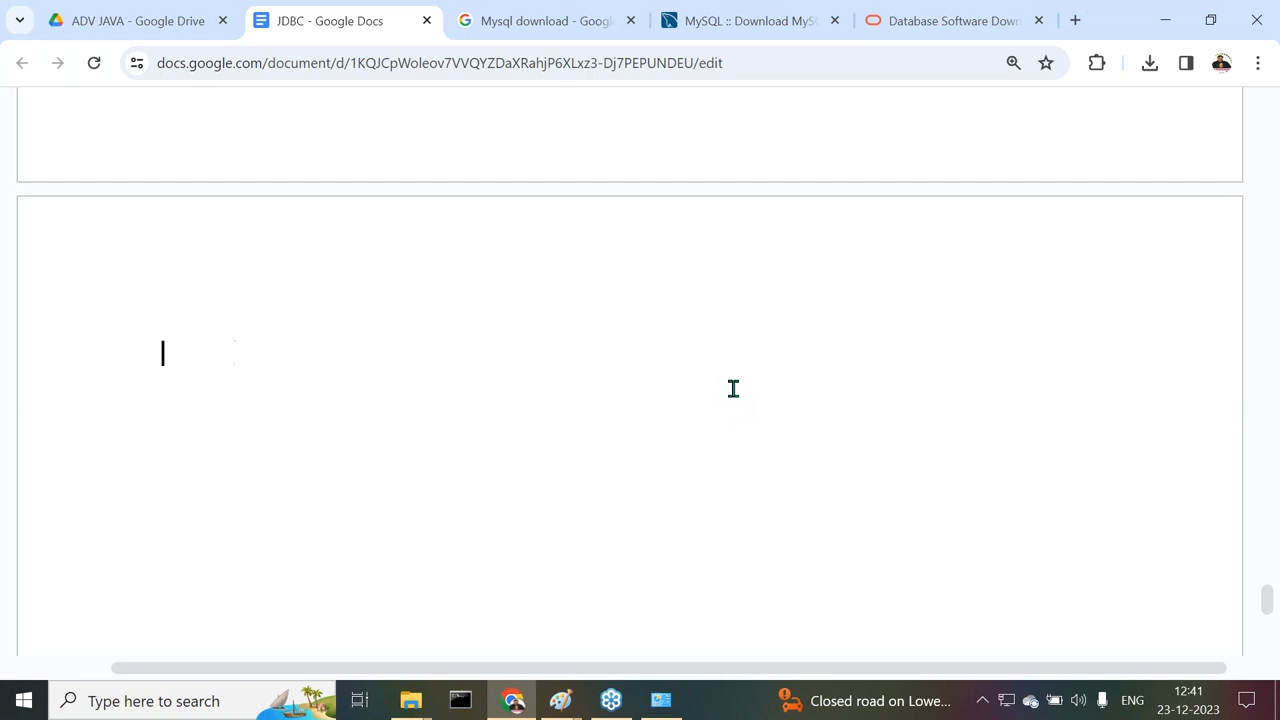 ADV JAVA - Google Drive
JDBC - Google Docs
Mysql download - Googl
MySQL :: Download MyS
Database Software Down
docs.google.com/document/d/1KQJCpWoleov7VVQYZDaXRahjP6XLxz3-Dj7PEPUNDEU/edit
Type here to search
Closed road on Lowe...
ENG
12:41
23-12-2023